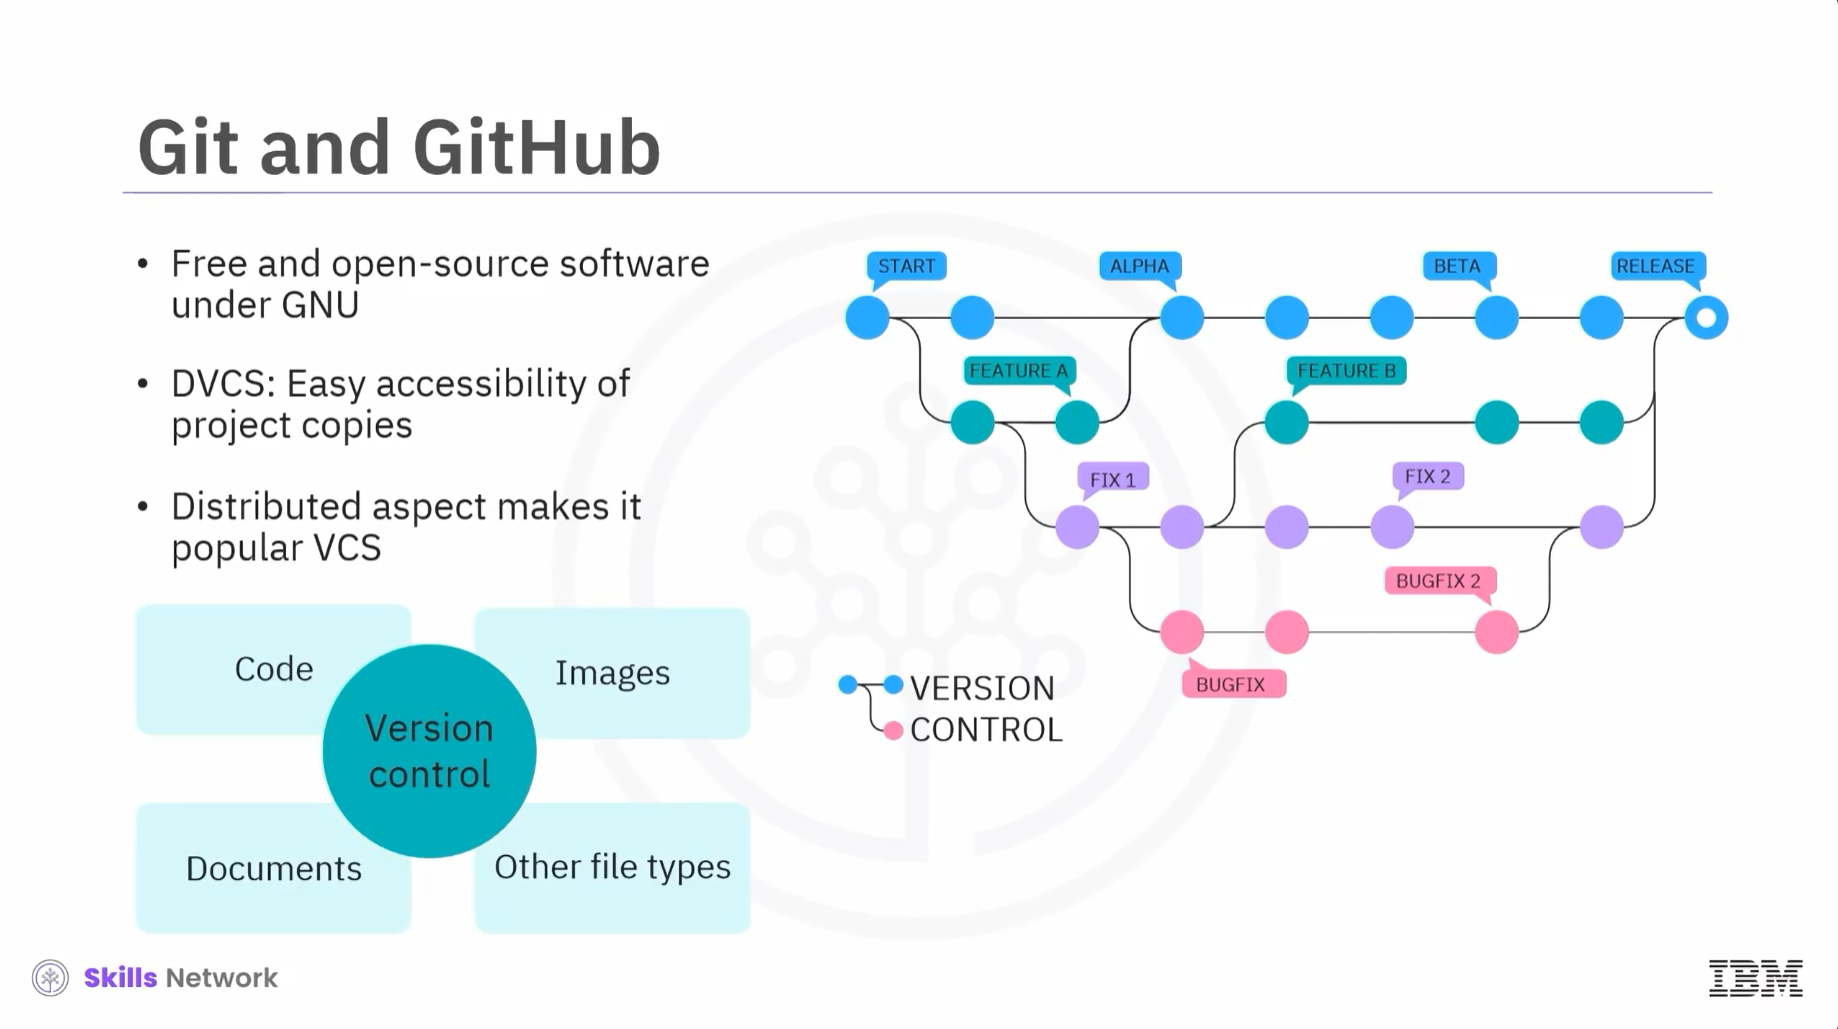 Git and GitHub
• Free and open-source software
under GNU
• DVCS: Easy accessibility of
project copies
• Distributed aspect makes it
popular VCS
Code
Images
Version
control
Documents
Other file types
START
ALPHA
BETA
RELEASE
FEATURE A
FEATURE B
FIX 1
FIX 2
BUGFIX 2
BUGFIX
VERSION
CONTROL
Skills Network
IBM